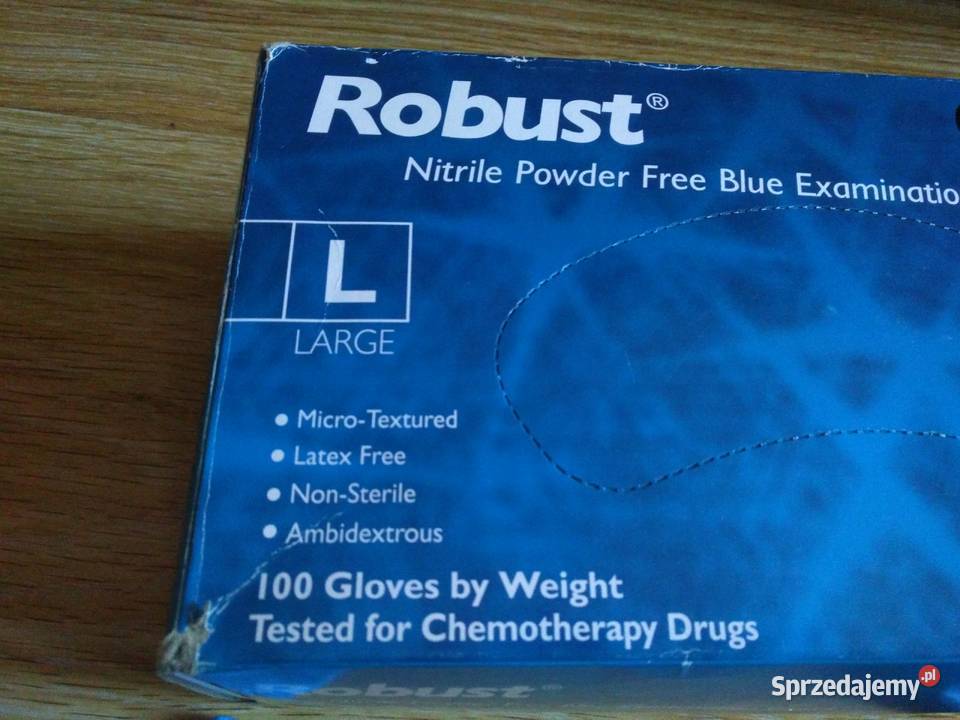 Robust®
Nitrile Powder Free Blue Examinatio
L
LARGE
• Micro-Textured
• Latex Free
• Non-Sterile
• Ambidextrous
100 Gloves by Weight
Tested for Chemotherapy Drugs
Robust®
Sprzedajemy.pl